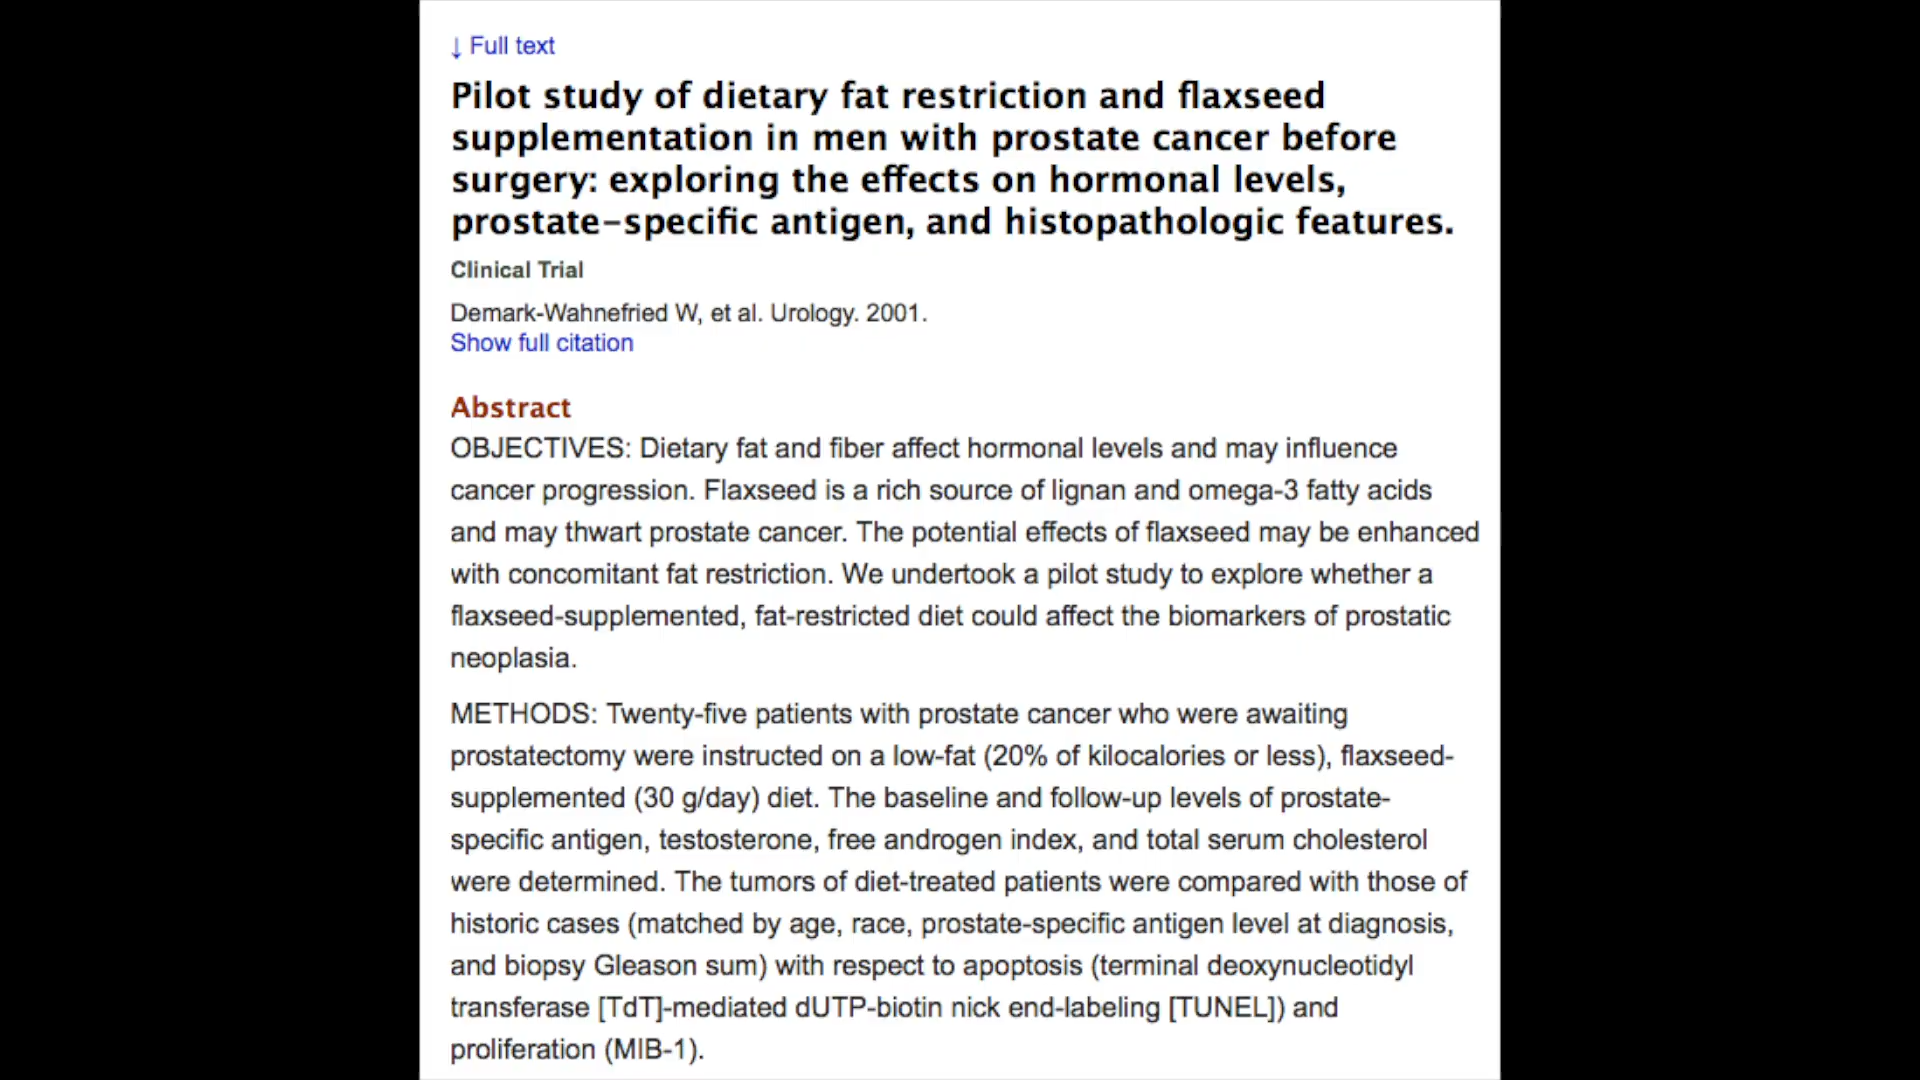 ↓ Full text
Pilot study of dietary fat restriction and flaxseed
supplementation in men with prostate cancer before
surgery: exploring the effects on hormonal levels,
prostate-specific antigen, and histopathologic features.
Clinical Trial
Demark-Wahnefried W, et al. Urology. 2001.
Show full citation
Abstract
OBJECTIVES: Dietary fat and fiber affect hormonal levels and may influence
cancer progression. Flaxseed is a rich source of lignan and omega-3 fatty acids
and may thwart prostate cancer. The potential effects of flaxseed may be enhanced
with concomitant fat restriction. We undertook a pilot study to explore whether a
flaxseed-supplemented, fat-restricted diet could affect the biomarkers of prostatic
neoplasia.
METHODS: Twenty-five patients with prostate cancer who were awaiting
prostatectomy were instructed on a low-fat (20% of kilocalories or less), flaxseed-
supplemented (30 g/day) diet. The baseline and follow-up levels of prostate-
specific antigen, testosterone, free androgen index, and total serum cholesterol
were determined. The tumors of diet-treated patients were compared with those of
historic cases (matched by age, race, prostate-specific antigen level at diagnosis,
and biopsy Gleason sum) with respect to apoptosis (terminal deoxynucleotidyl
transferase [TdT]-mediated dUTP-biotin nick end-labeling [TUNEL]) and
proliferation (MIB-1).